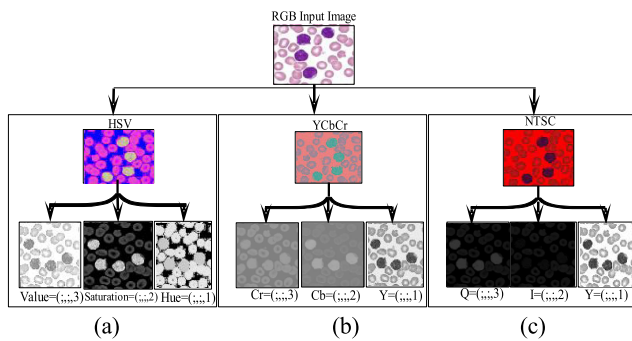 RGB Input Image
HSV
YCbCr
NTSC
Value=(;;,3)
Saturation=(;;,2)
Hue=(;;,1)
Cr=(;;,3)
Cb=(;;,2)
Y=(;;,1)
Q=(;;,3)
I=(;;,2)
Y=(;;,1)
(a)
(b)
(c)